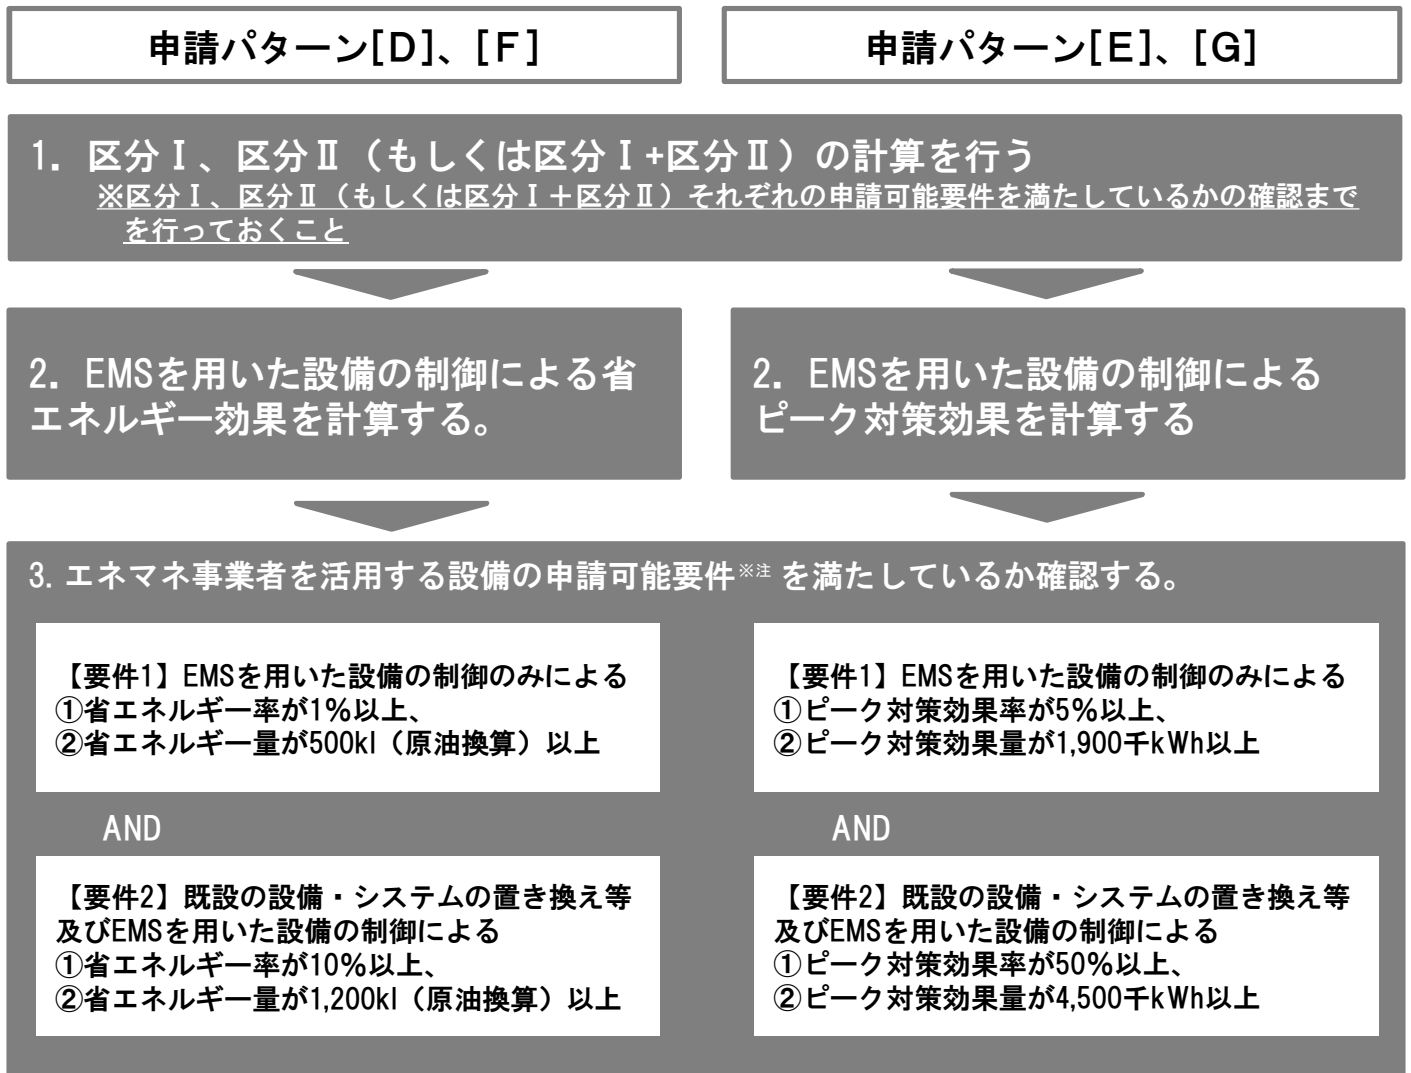 申請パターン[D]、[F]
申請パターン[E]、[G]
1. 区分Ⅰ、区分Ⅱ（もしくは区分Ⅰ+区分Ⅱ）の計算を行う
※区分Ⅰ、区分Ⅱ（もしくは区分Ⅰ＋区分Ⅱ）それぞれの申請可能要件を満たしているかの確認まで
を行っておくこと
2. EMSを用いた設備の制御による省
エネルギー効果を計算する。
2. EMSを用いた設備の制御による
ピーク対策効果を計算する
3. エネマネ事業者を活用する設備の申請可能要件※注 を満たしているか確認する。
【要件1】EMSを用いた設備の制御のみによる
①省エネルギー率が1%以上、
②省エネルギー量が500kl（原油換算）以上
AND
【要件2】既設の設備・システムの置き換え等
及びEMSを用いた設備の制御による
①省エネルギー率が10%以上、
②省エネルギー量が1,200kl（原油換算）以上
【要件1】EMSを用いた設備の制御のみによる
①ピーク対策効果率が5%以上、
②ピーク対策効果量が1,900千kWh以上
AND
【要件2】既設の設備・システムの置き換え等
及びEMSを用いた設備の制御による
①ピーク対策効果率が50%以上、
②ピーク対策効果量が4,500千kWh以上